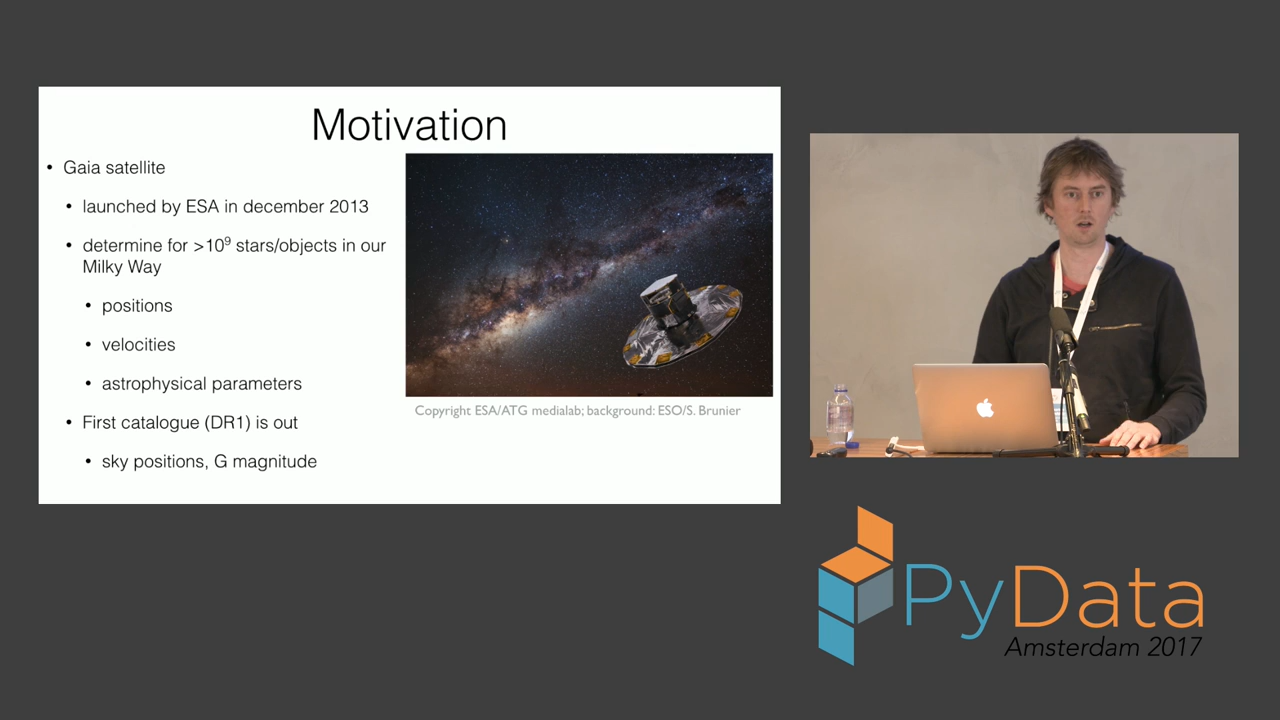 Motivation
• Gaia satellite
• launched by ESA in december 2013
• determine for >10⁹ stars/objects in our
Milky Way
• positions
• velocities
• astrophysical parameters
• First catalogue (DR1) is out
• sky positions, G magnitude
Copyright ESA/ATG medialab; background: ESO/S. Brunier
PyData
Amsterdam 2017